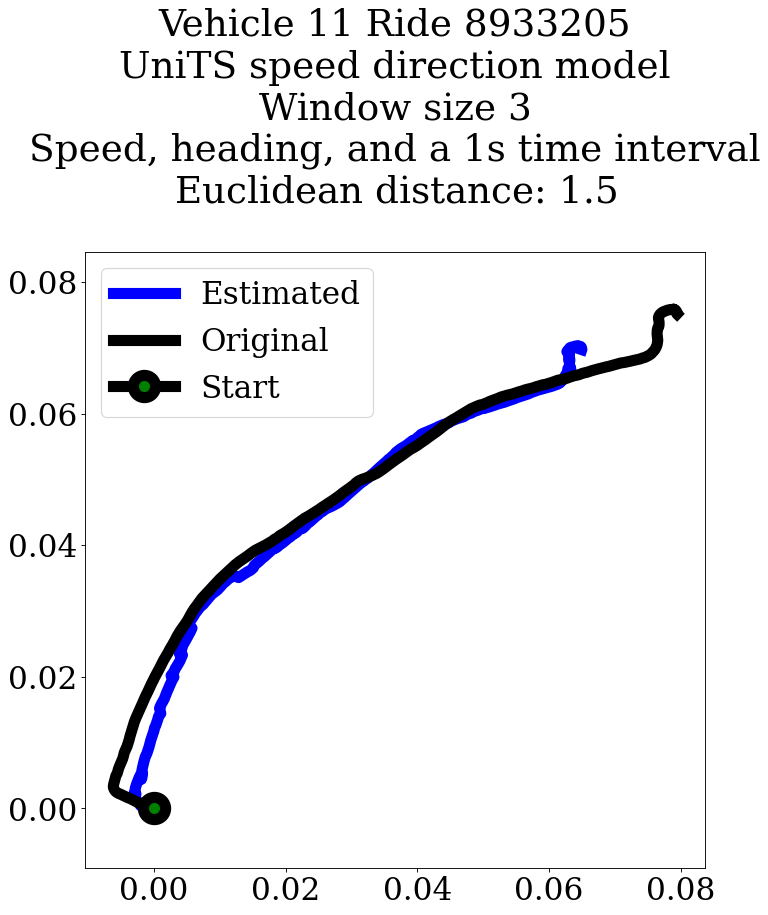 Vehicle 11 Ride 8933205
UniTS speed direction model
Window size 3
Speed, heading, and a 1s time interval
Euclidean distance: 1.5
Estimated
Original
Start
0.08
0.06
0.04
0.02
0.00
0.00 0.02 0.04 0.06 0.08